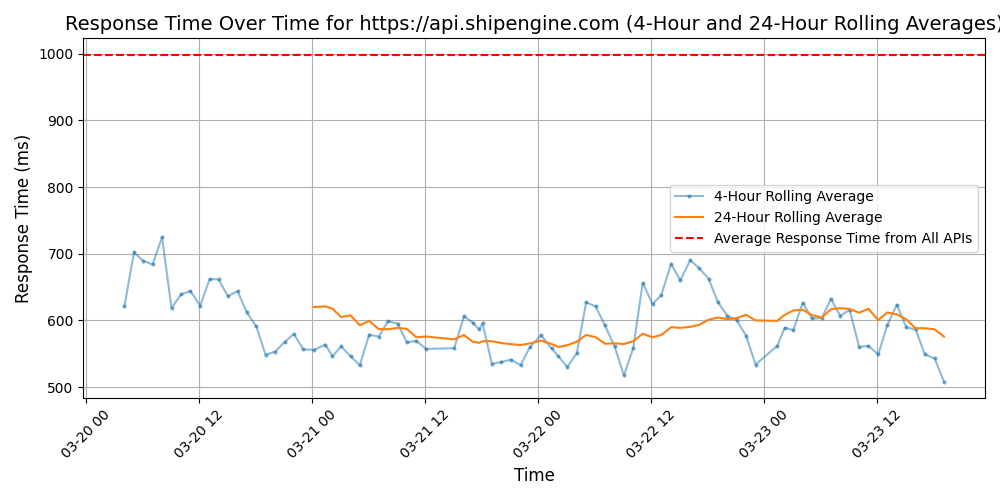 Response Time Over Time for https://api.shipengine.com (4-Hour and 24-Hour Rolling Averages)
Response Time (ms)
1000
900
800
700
600
500
4-Hour Rolling Average
24-Hour Rolling Average
Average Response Time from All APIs
03-20 00
03-20 12
03-21 00
03-21 12
03-22 00
03-22 12
03-23 00
03-23 12
Time